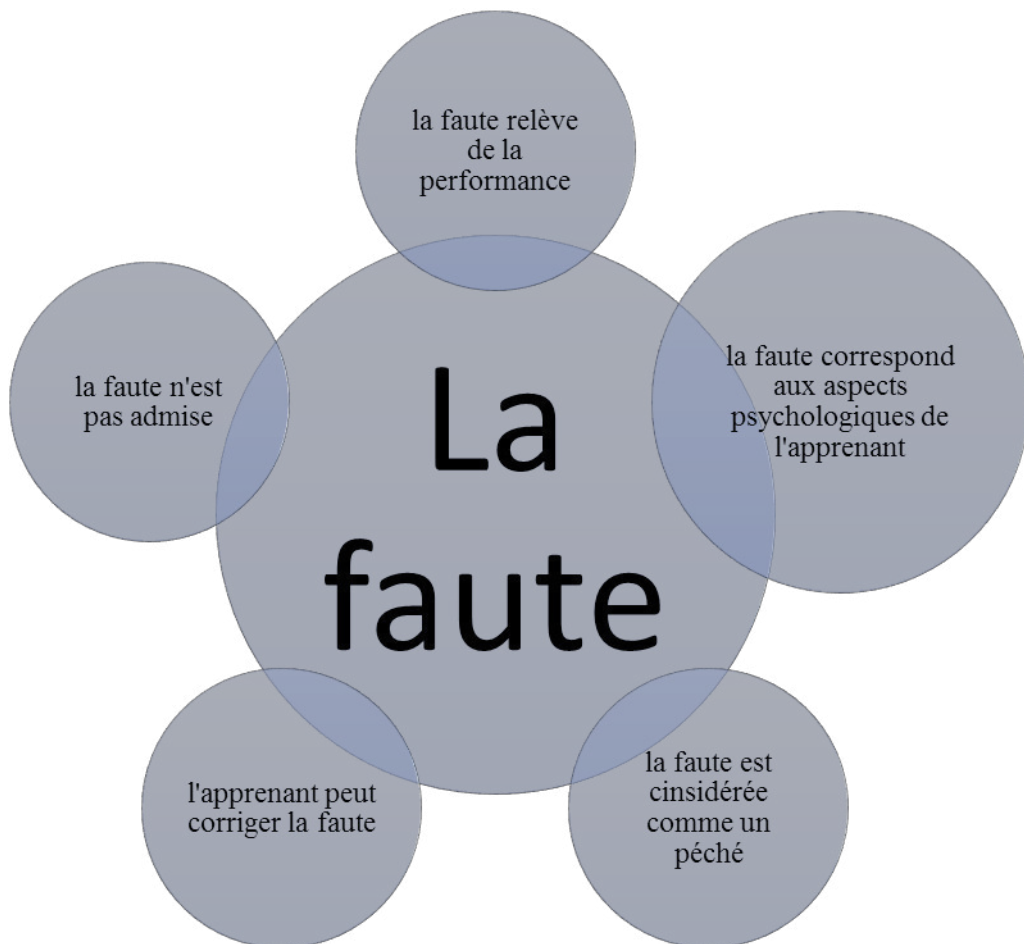 la faute relève
de la
performance
la faute correspond
aux aspects
psychologiques de
l'apprenant
la faute est
cinsidérée
comme un
péché
l'apprenant peut
corriger la faute
la faute n'est
pas admise
La
faute